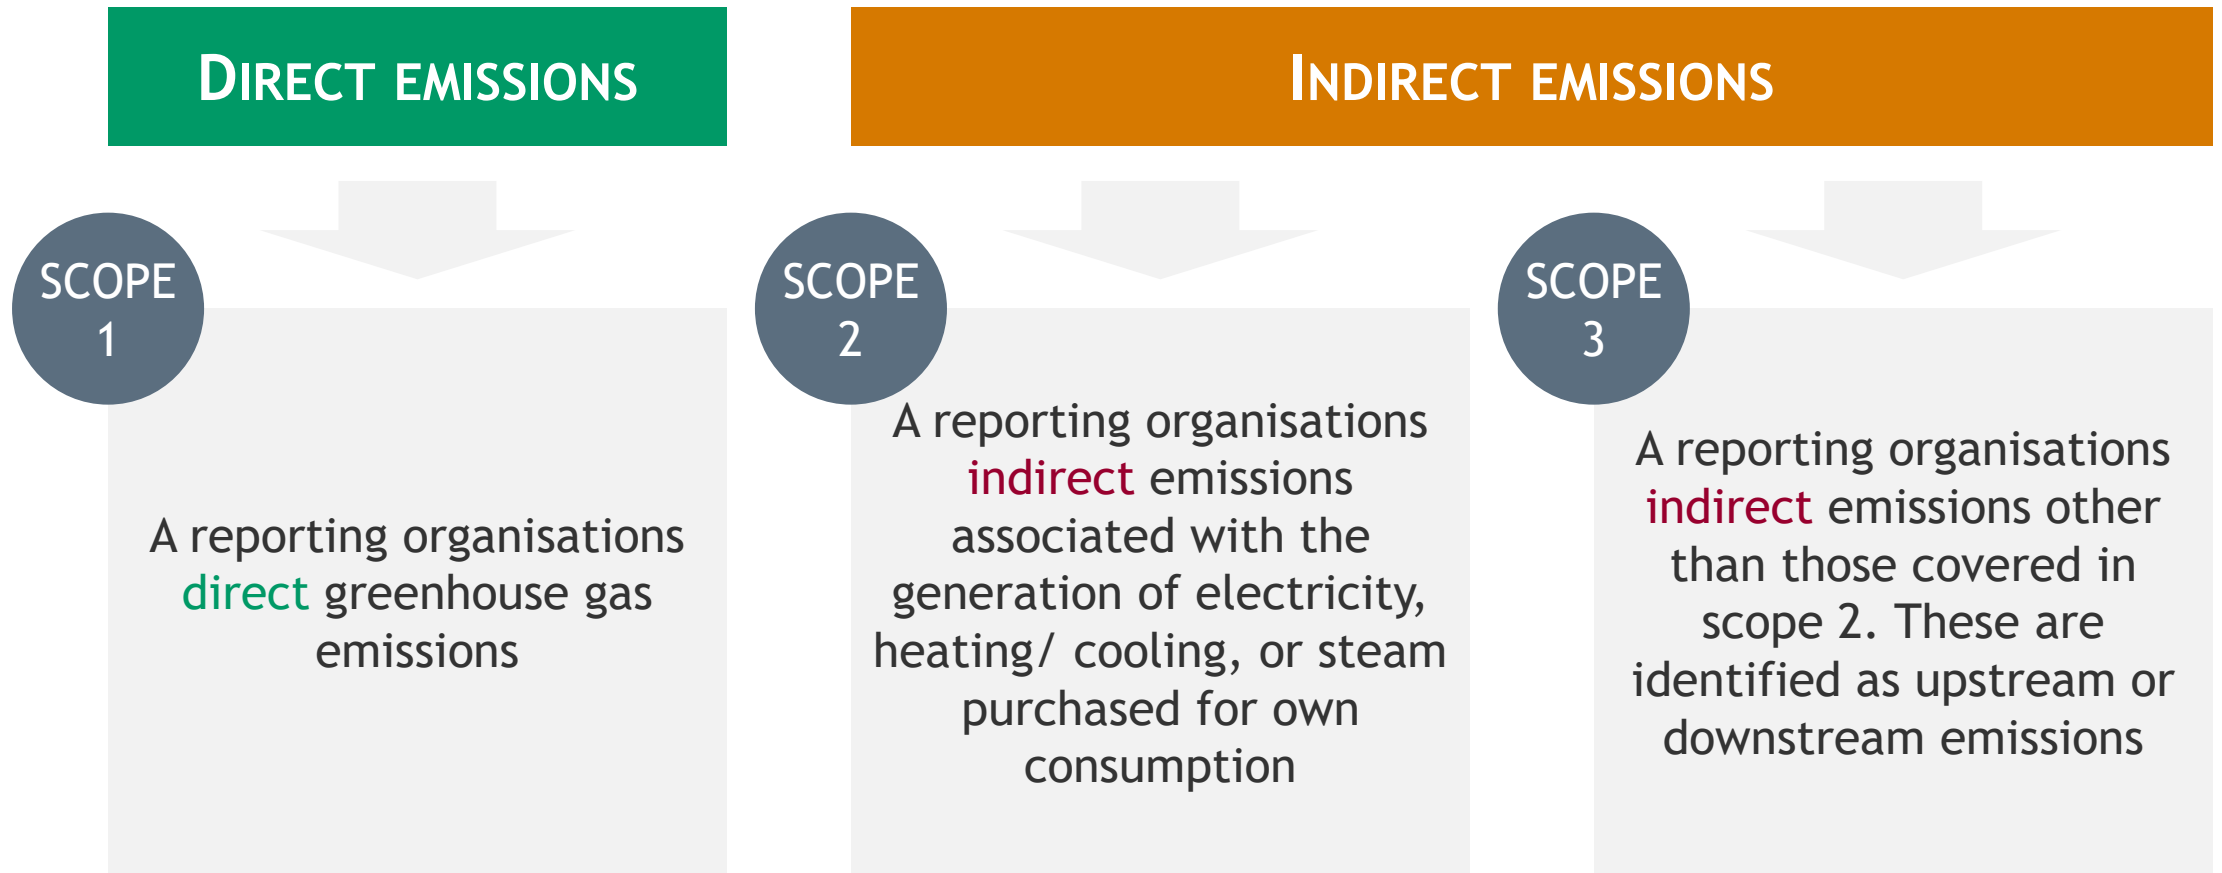 DIRECT EMISSIONS
INDIRECT EMISSIONS
SCOPE
1
A reporting organisations
direct greenhouse gas
emissions
SCOPE
2
A reporting organisations
indirect emissions
associated with the
generation of electricity,
heating/ cooling, or steam
purchased for own
consumption
SCOPE
3
A reporting organisations
indirect emissions other
than those covered in
scope 2. These are
identified as upstream or
downstream emissions